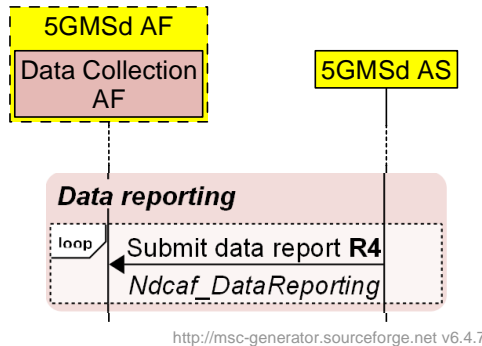 5GMSd AF
Data Collection
AF
5GMSd AS
Data reporting
loop
Submit data report R4
Ndcaf_DataReporting
http://msc-generator.sourceforge.net v6.4.7